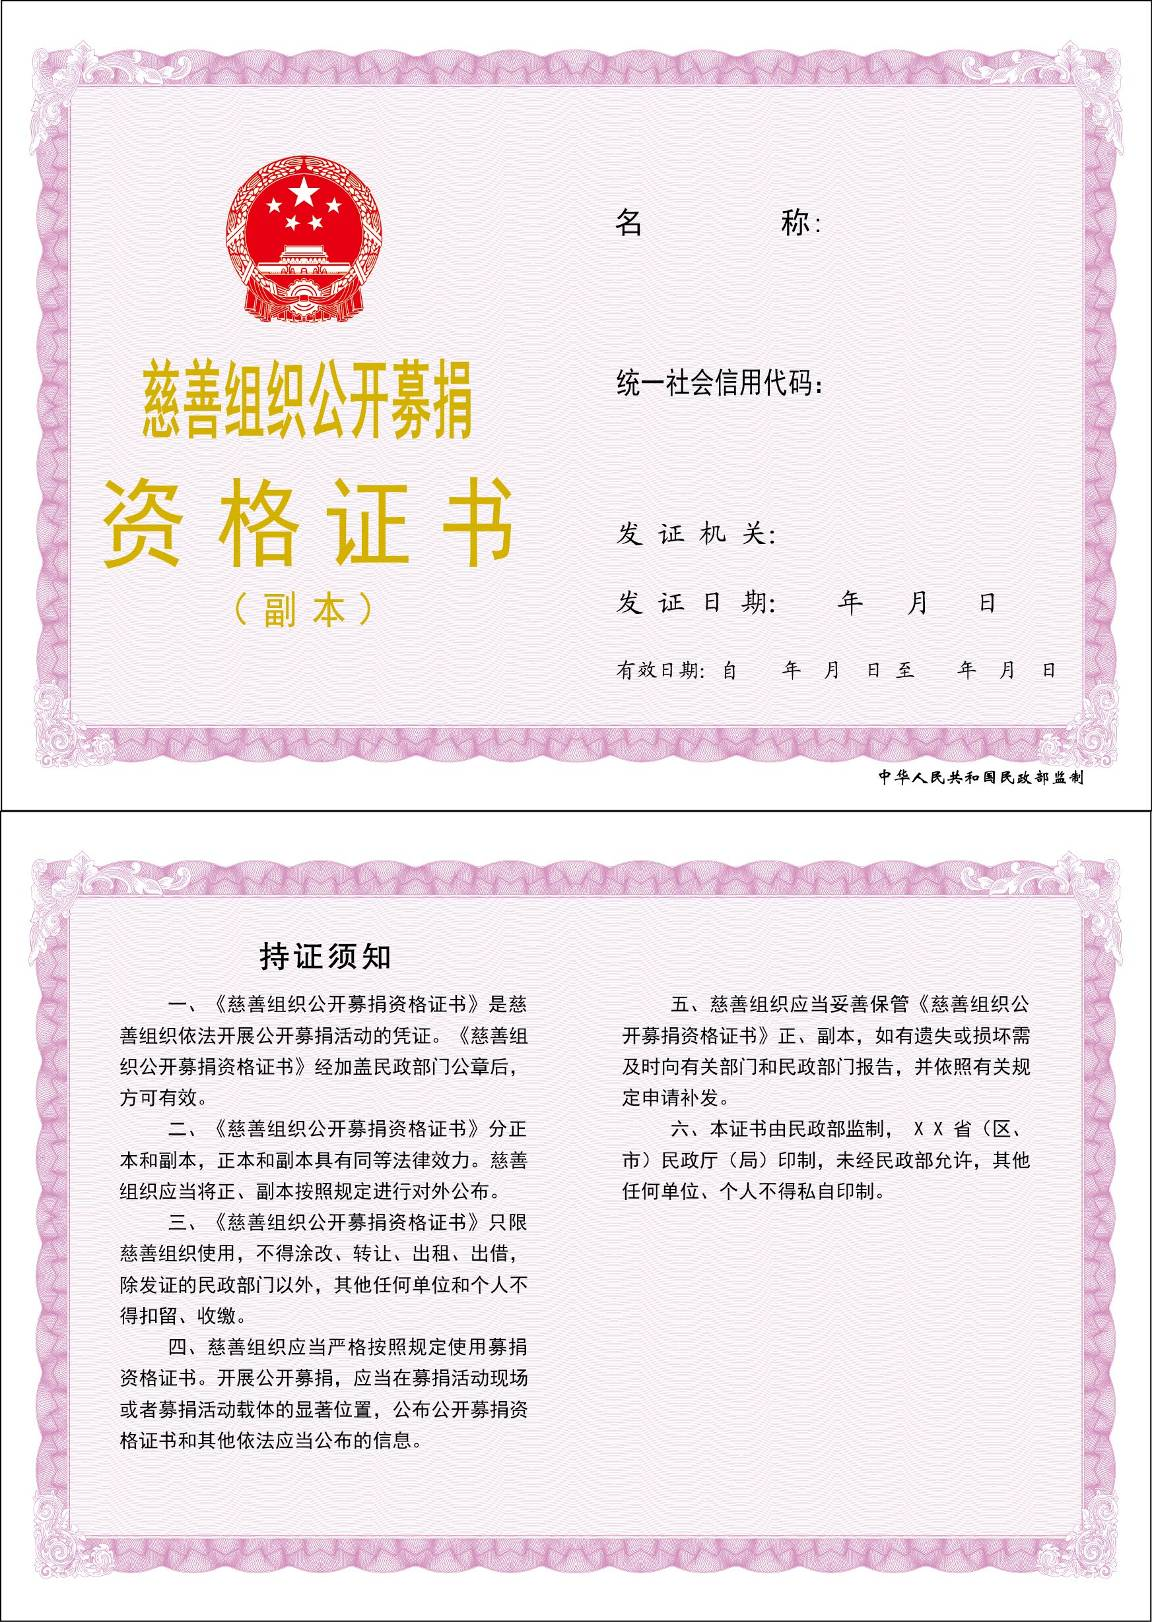 慈善组织公开募捐
资格证书
（副本）
名 称：
统一社会信用代码：
发证机关：
发证日期： 年 月 日
有效日期：自 年 月 日至 年 月 日
中华人民共和国民政部监制
持证须知
一、《慈善组织公开募捐资格证书》是慈
善组织依法开展公开募捐活动的凭证。《慈善组
织公开募捐资格证书》经加盖民政部门公章后，
方可有效。
二、《慈善组织公开募捐资格证书》分正
本和副本，正本和副本具有同等法律效力。慈善
组织应当将正、副本按照规定进行对外公布。
三、《慈善组织公开募捐资格证书》只限
慈善组织使用，不得涂改、转让、出租、出借，
除发证的民政部门以外，其他任何单位和个人不
得扣留、收缴。
四、慈善组织应当严格按照规定使用募捐
资格证书。开展公开募捐，应当在募捐活动现场
或者募捐活动载体的显著位置，公布公开募捐资
格证书和其他依法应当公布的信息。
五、慈善组织应当妥善保管《慈善组织公
开募捐资格证书》正、副本，如有遗失或损坏需
及时向有关部门和民政部门报告，并依照有关规
定申请补发。
六、本证书由民政部监制，XX省（区、
市）民政厅（局）印制，未经民政部允许，其他
任何单位、个人不得私自印制。